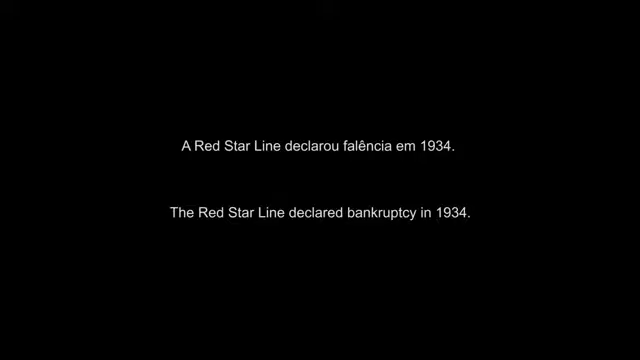 A Red Star Line declarou falência em 1934.
The Red Star Line declared bankruptcy in 1934.